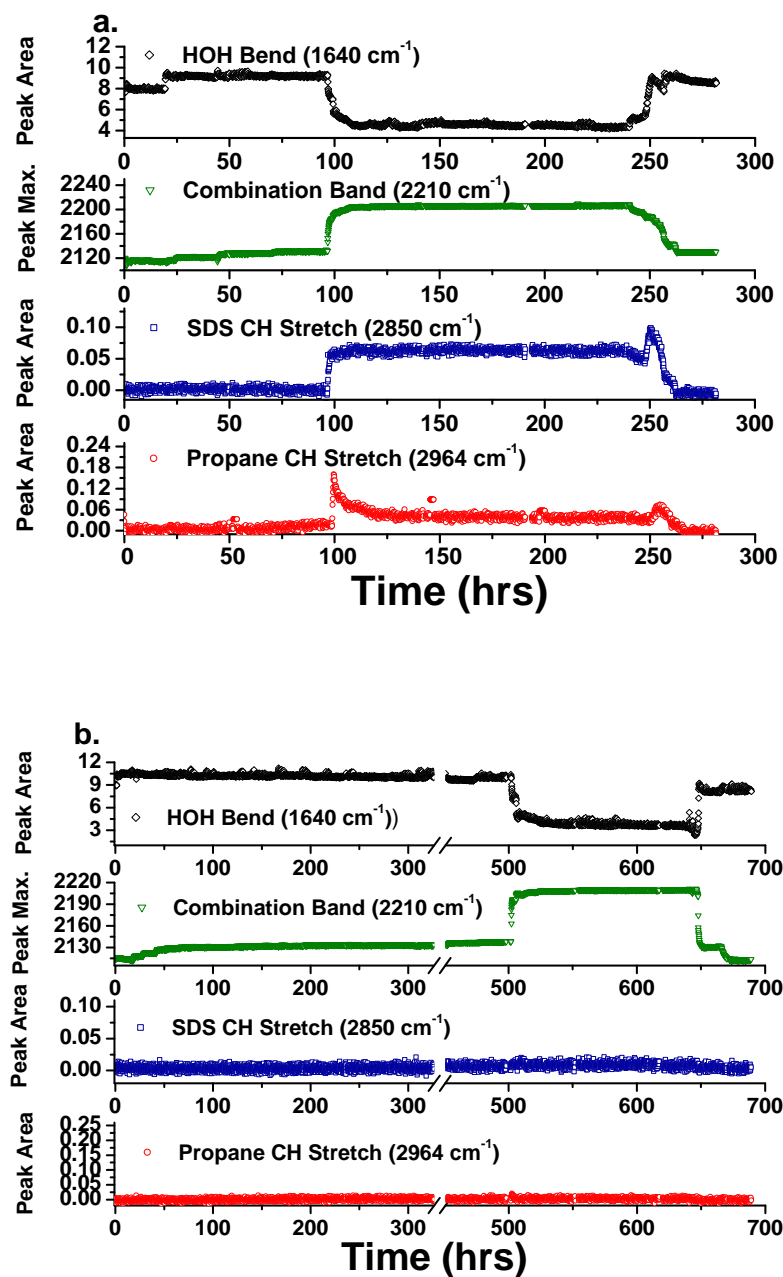 a.
Peak Area
HOH Bend (1640 cm-1)
12
10
8
6
4
0 50 100 150 200 250 300
Peak Max.
Combination Band (2210 cm-1)
2240
2200
2160
2120
0 50 100 150 200 250 300
Peak Area
SDS CH Stretch (2850 cm-1)
0.10
0.05
0.00
0 50 100 150 200 250 300
Peak Area
Propane CH Stretch (2964 cm-1)
0.24
0.18
0.12
0.06
0.00
0 50 100 150 200 250 300
Time (hrs)
b.
Peak Area
12
9
6
3
HOH Bend (1640 cm-1))
0 100 200 300 500 600 700
Peak Max.
2220
2190
2160
2130
Combination Band (2210 cm-1)
0 100 200 300 500 600 700
Peak Area
0.10
0.05
0.00
SDS CH Stretch (2850 cm-1)
0 100 200 300 500 600 700
Peak Area
0.25
0.20
0.15
0.10
0.05
0.00
Propane CH Stretch (2964 cm-1)
0 100 200 300 500 600 700
Time (hrs)